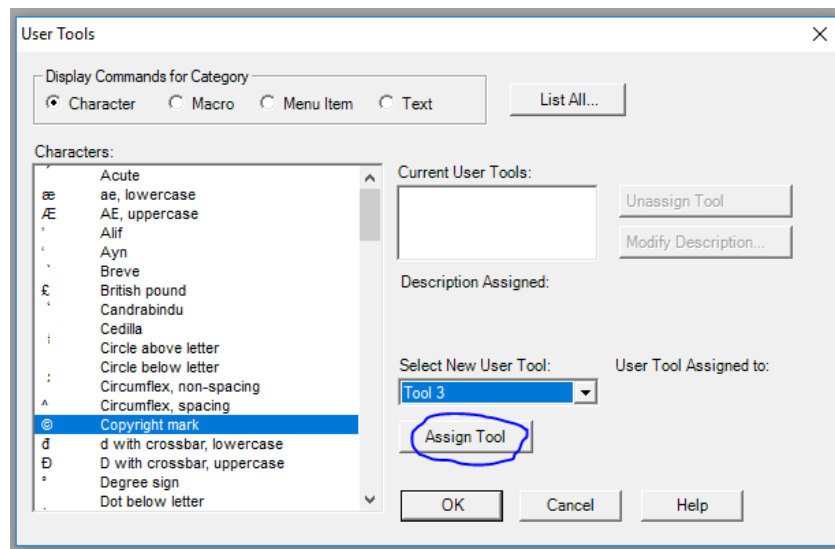 User Tools
Display Commands for Category
Character Macro Menu Item Text
List All...
Characters:
´ Acute
æ ae, lowercase
Æ AE, uppercase
’ Alif
‘ Ayn
˘ Breve
£ British pound
Candrabindu
Cedilla
Circle above letter
Circle below letter
Circumflex, non-spacing
^ Circumflex, spacing
© Copyright mark
đ d with crossbar, lowercase
Đ D with crossbar, uppercase
° Degree sign
. Dot below letter
Current User Tools:
Unassign Tool
Modify Description...
Description Assigned:
Select New User Tool:
Tool 3
User Tool Assigned to:
Assign Tool
OK Cancel Help